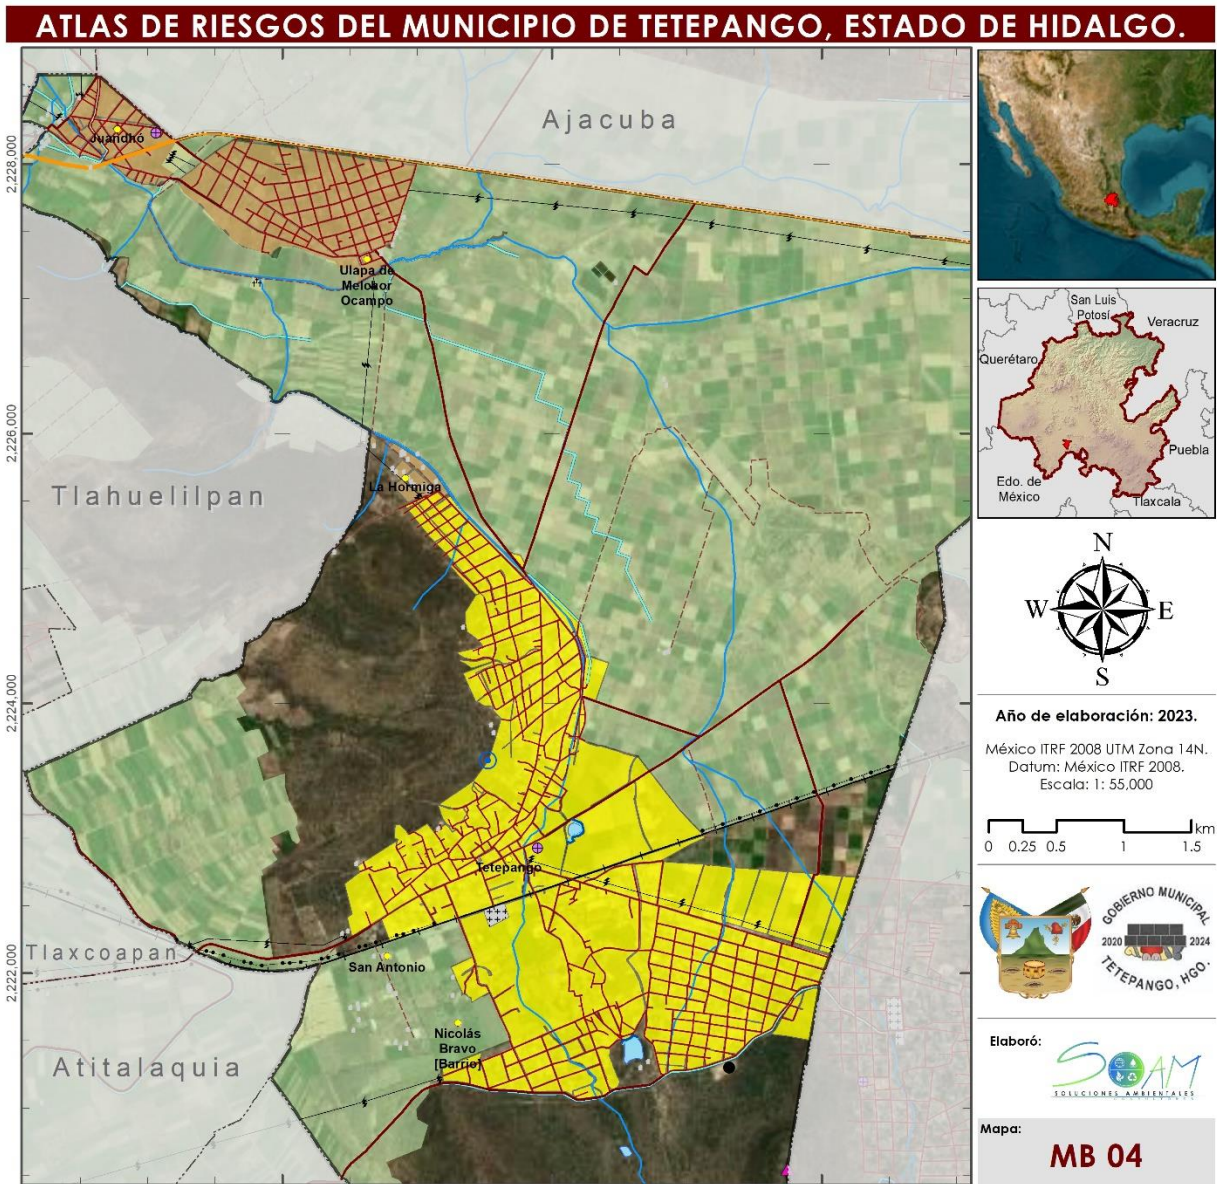 ATLAS DE RIESGOS DEL MUNICIPIO DE TETEPANGO, ESTADO DE HIDALGO.
Ajacuba
Juandhó
2,228,000
Ulapa de
Melchor
Ocampo
2,226,000
La Hormiga
Tlahuelilpan
2,224,000
Tetepango
Tlaxcoapan
San Antonio
2,222,000
Nicolás
Bravo
[Barrio]
Atitalaquia
San Luis
Potosí
Veracruz
Querétaro
Puebla
Edo. de
México
Tlaxcala
N
W
E
S
Año de elaboración: 2023.
México ITRF 2008 UTM Zona 14N.
Datum: México ITRF 2008.
Escala: 1: 55,000
km
0 0.25 0.5 1 1.5
GOBIERNO MUNICIPAL
2020 2024
TETEPANGO, HGO.
Elaboró:
SOAM
SOLUCIONES AMBIENTALES
Mapa:
MB 04